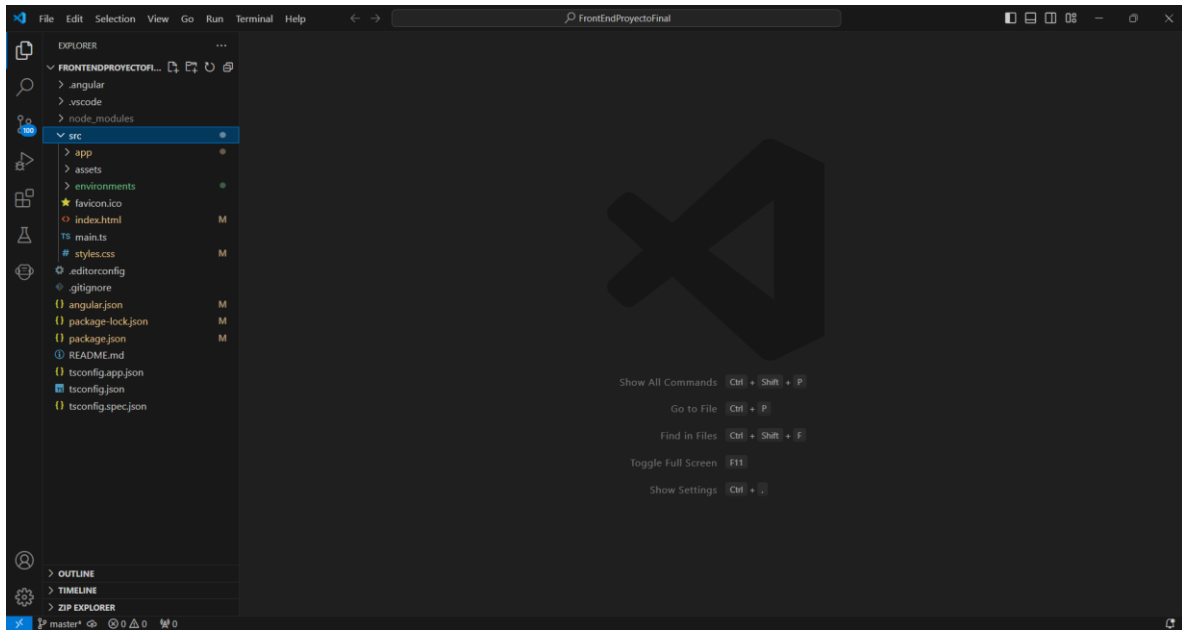 File Edit Selection View Go Run Terminal Help
FrontEndProyectoFinal
EXPLORER
FRONTENDPROYECTOFI...
.angular
.vscode
node_modules
100
src
app
assets
environments
favicon.ico
index.html M
TS main.ts
# styles.css M
.editorconfig
.gitignore
{} angular.json M
{} package-lock.json M
{} package.json M
README.md
{} tsconfig.app.json
tsconfig.json
{} tsconfig.spec.json
Show All Commands Ctrl + Shift + P
Go to File Ctrl + P
Find in Files Ctrl + Shift + F
Toggle Full Screen F11
Show Settings Ctrl + ,
OUTLINE
TIMELINE
ZIP EXPLORER
master* 0 0 0